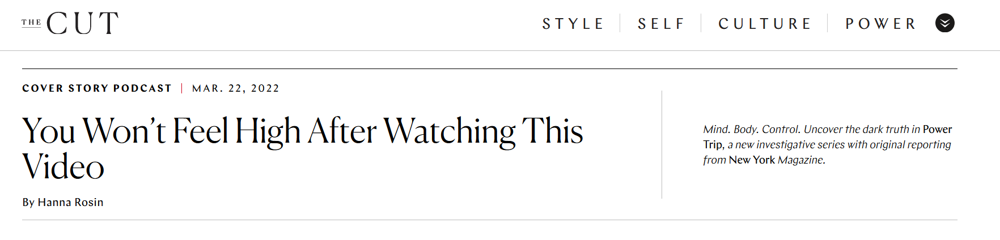 THE CUT
STYLE SELF CULTURE POWER
COVER STORY PODCAST | MAR. 22, 2022
You Won’t Feel High After Watching This
Video
By Hanna Rosin
Mind. Body. Control. Uncover the dark truth in Power
Trip, a new investigative series with original reporting
from New York Magazine.